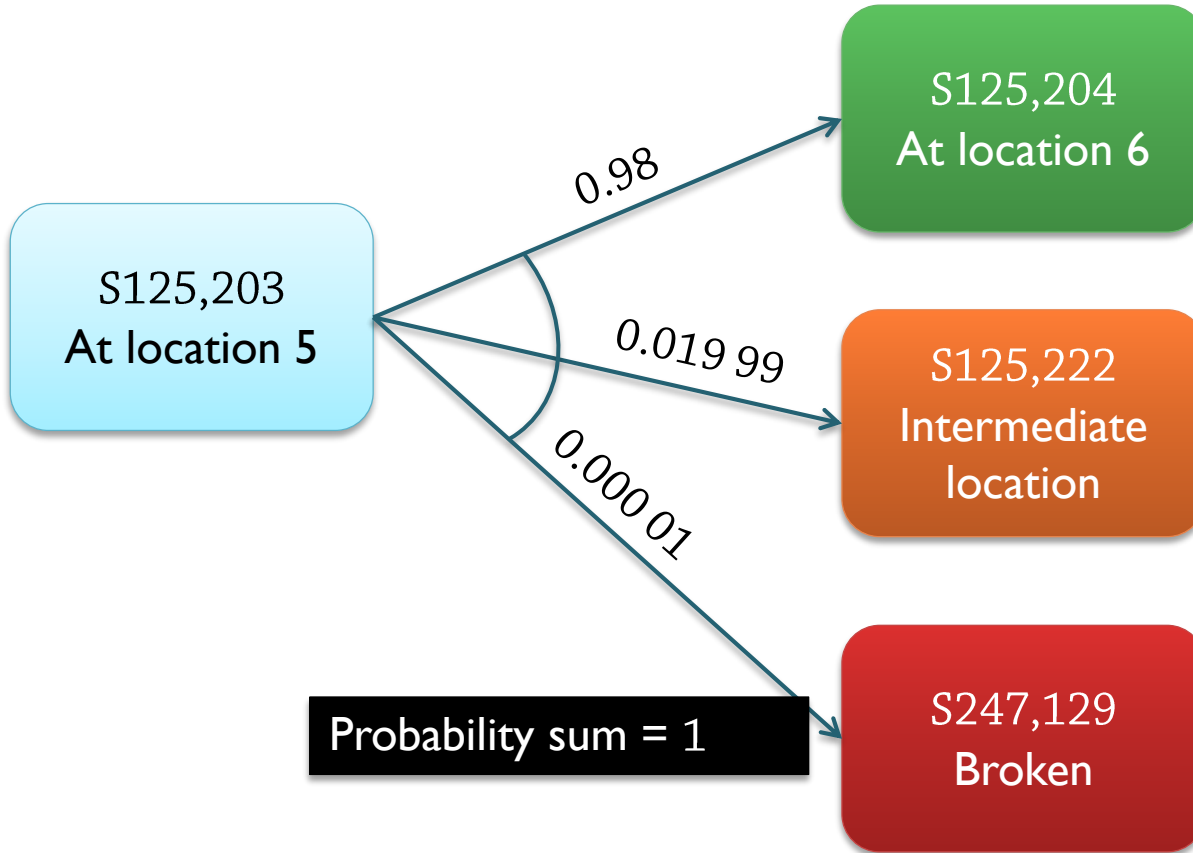 S125,204
At location 6
0.98
S125,203
At location 5
0.019 99
S125,222
Intermediate
location
0.000 01
S247,129
Broken
Probability sum = 1